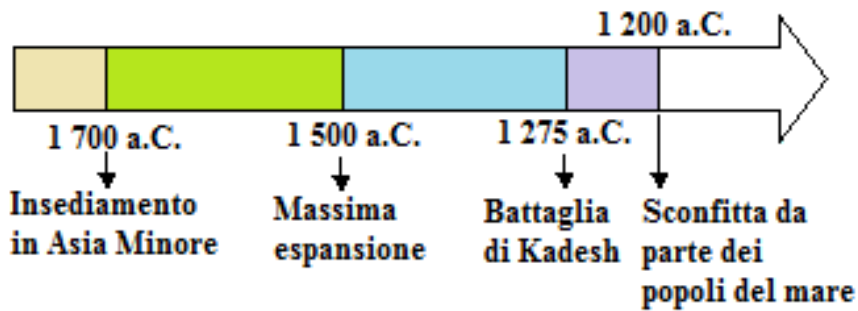 1 200 a.C.
1 700 a.C.
1 500 a.C.
1 275 a.C.
Insediamento
in Asia Minore
Massima
espansione
Battaglia
di Kadesh
Sconfitta da
parte dei
popoli del mare